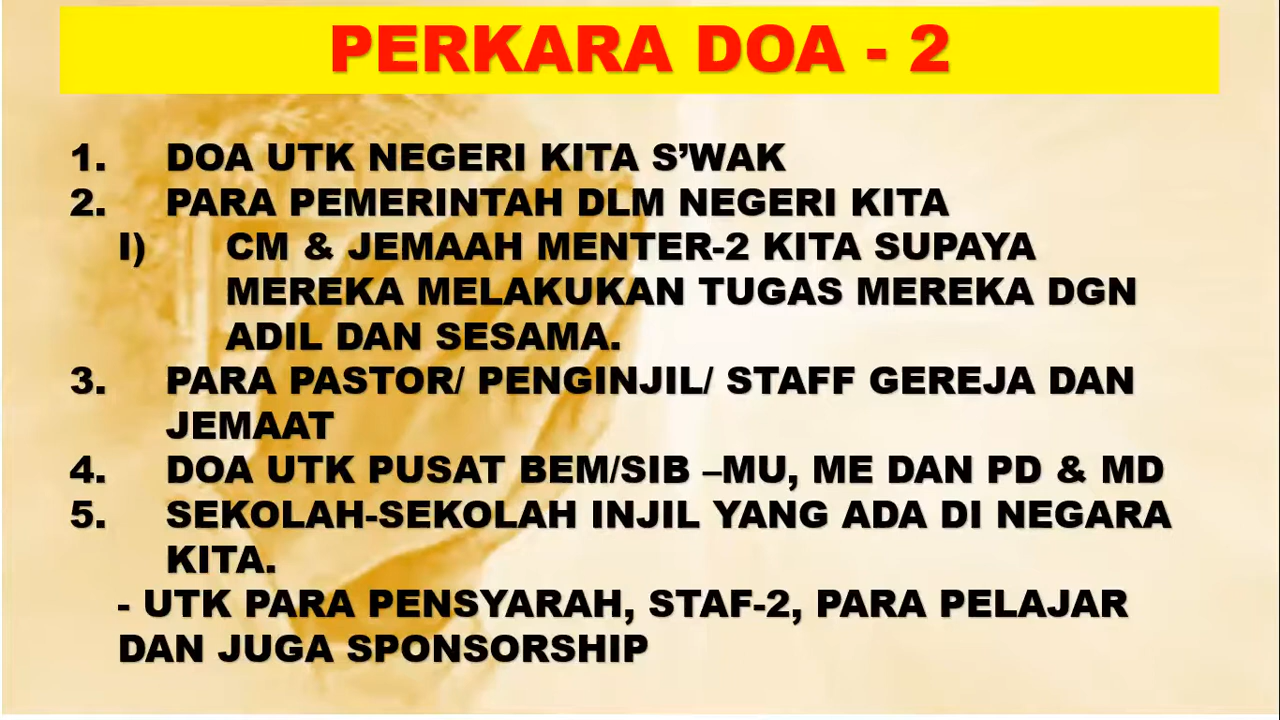 PERKARA DOA - 2
1. DOA UTK NEGERI KITA S’WAK
2. PARA PEMERINTAH DLM NEGERI KITA
I) CM & JEMAAH MENTER-2 KITA SUPAYA
MEREKA MELAKUKAN TUGAS MEREKA DGN
ADIL DAN SESAMA.
3. PARA PASTOR/ PENGINJIL/ STAFF GEREJA DAN
JEMAAT
4. DOA UTK PUSAT BEM/SIB –MU, ME DAN PD & MD
5. SEKOLAH-SEKOLAH INJIL YANG ADA DI NEGARA
KITA.
- UTK PARA PENSYARAH, STAF-2, PARA PELAJAR
DAN JUGA SPONSORSHIP